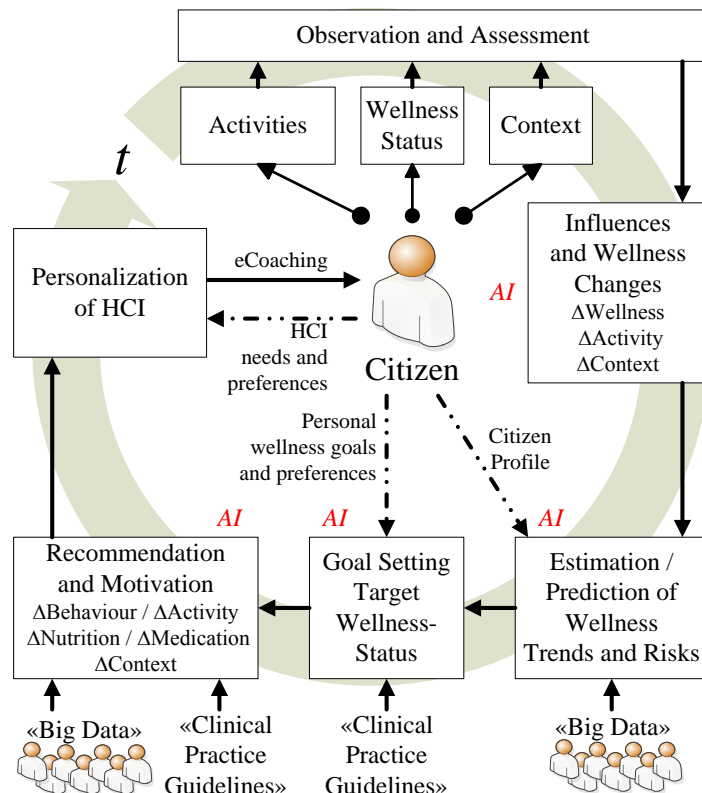 Observation and Assessment
Activities
Wellness
Status
Context
t
Influences
and Wellness
Changes
ΔWellness
ΔActivity
ΔContext
AI
Personalization
of HCI
eCoaching
HCI
needs and
preferences
Citizen
Personal
wellness goals
and preferences
Citizen
Profile
AI
AI
AI
Recommendation
and Motivation
ΔBehaviour / ΔActivity
ΔNutrition / ΔMedication
ΔContext
Goal Setting
Target
Wellness-
Status
Estimation /
Prediction of
Wellness
Trends and Risks
«Big Data»
«Clinical
Practice
Guidelines»
«Clinical
Practice
Guidelines»
«Big Data»